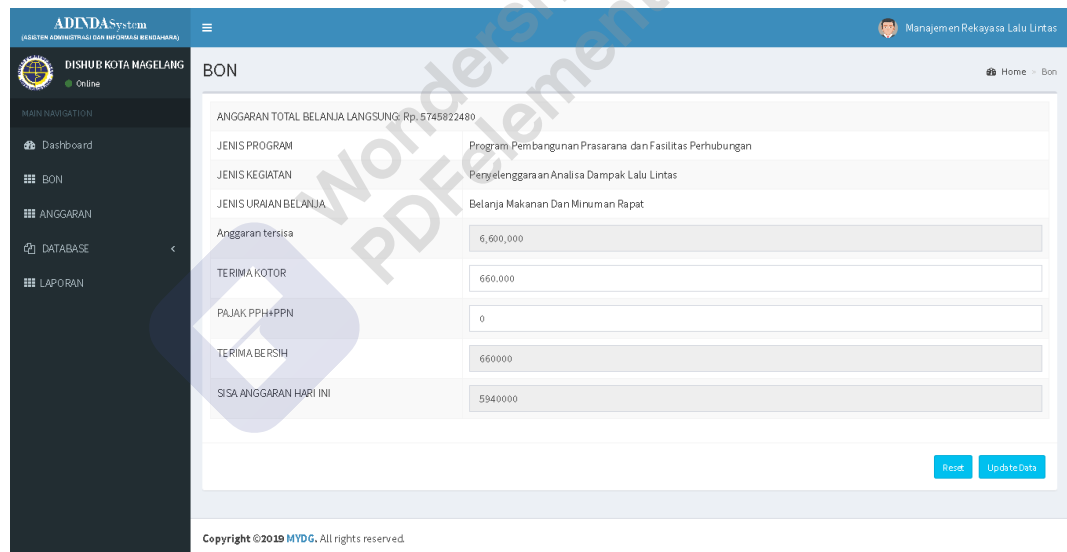 ADINDASystem
(ASISTEN ADMINISTRASI DAN INFORMASI BENDAHARA)
Manajemen Rekayasa Lalu Lintas
DISHUB KOTA MAGELANG
Online
BON
Home > Bon
MAIN NAVIGATION
Dashboard
BON
ANGGARAN
DATABASE
LAPORAN
ANGGARAN TOTAL BELANJA LANGSUNG: Rp. 5745822480
JENIS PROGRAM Program Pembangunan Prasarana dan Fasilitas Perhubungan
JENIS KEGIATAN Penyelenggaraan Analisa Dampak Lalu Lintas
JENIS URAIAN BELANJA Belanja Makanan Dan Minuman Rapat
Anggaran tersisa 6,600,000
TERIMA KOTOR 660.000
PAJAK PPH+PPN 0
TERIMA BERSIH 660000
SISA ANGGARAN HARI INI 5940000
Reset Update Data
Copyright ©2019 MYDG. All rights reserved.
Wondersh
PDFelemen